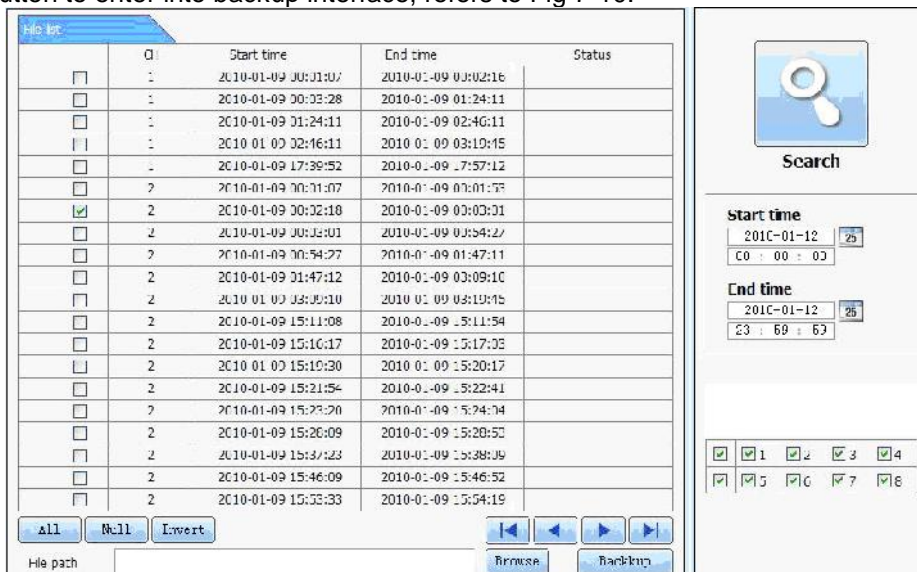 utton to enter into backup interface, refers to Fig 7-10.
File list
CH Start time End time Status
1 2010-01-09 00:01:07 2010-01-09 00:02:16
1 2010-01-09 00:03:28 2010-01-09 01:24:11
1 2010-01-09 01:24:11 2010-01-09 02:46:11
1 2010-01-09 02:46:11 2010-01-09 03:19:45
1 2010-01-09 17:39:52 2010-01-09 17:57:12
2 2010-01-09 00:01:07 2010-01-09 00:01:53
2 2010-01-09 00:02:18 2010-01-09 00:03:01
2 2010-01-09 00:03:01 2010-01-09 00:54:27
2 2010-01-09 00:54:27 2010-01-09 01:47:11
2 2010-01-09 01:47:12 2010-01-09 03:09:10
2 2010-01-09 03:09:10 2010-01-09 03:19:45
2 2010-01-09 15:11:08 2010-01-09 15:11:54
2 2010-01-09 15:16:17 2010-01-09 15:17:03
2 2010-01-09 15:19:30 2010-01-09 15:20:17
2 2010-01-09 15:21:54 2010-01-09 15:22:41
2 2010-01-09 15:23:20 2010-01-09 15:24:04
2 2010-01-09 15:28:09 2010-01-09 15:28:53
2 2010-01-09 15:37:23 2010-01-09 15:38:09
2 2010-01-09 15:46:09 2010-01-09 15:46:52
2 2010-01-09 15:53:33 2010-01-09 15:54:19
All Null Invert
File path Browse Backkup
Search
Start time
2010-01-12 25
00 : 00 : 00
End time
2010-01-12 25
23 : 59 : 59
1 2 3 4
5 6 7 8